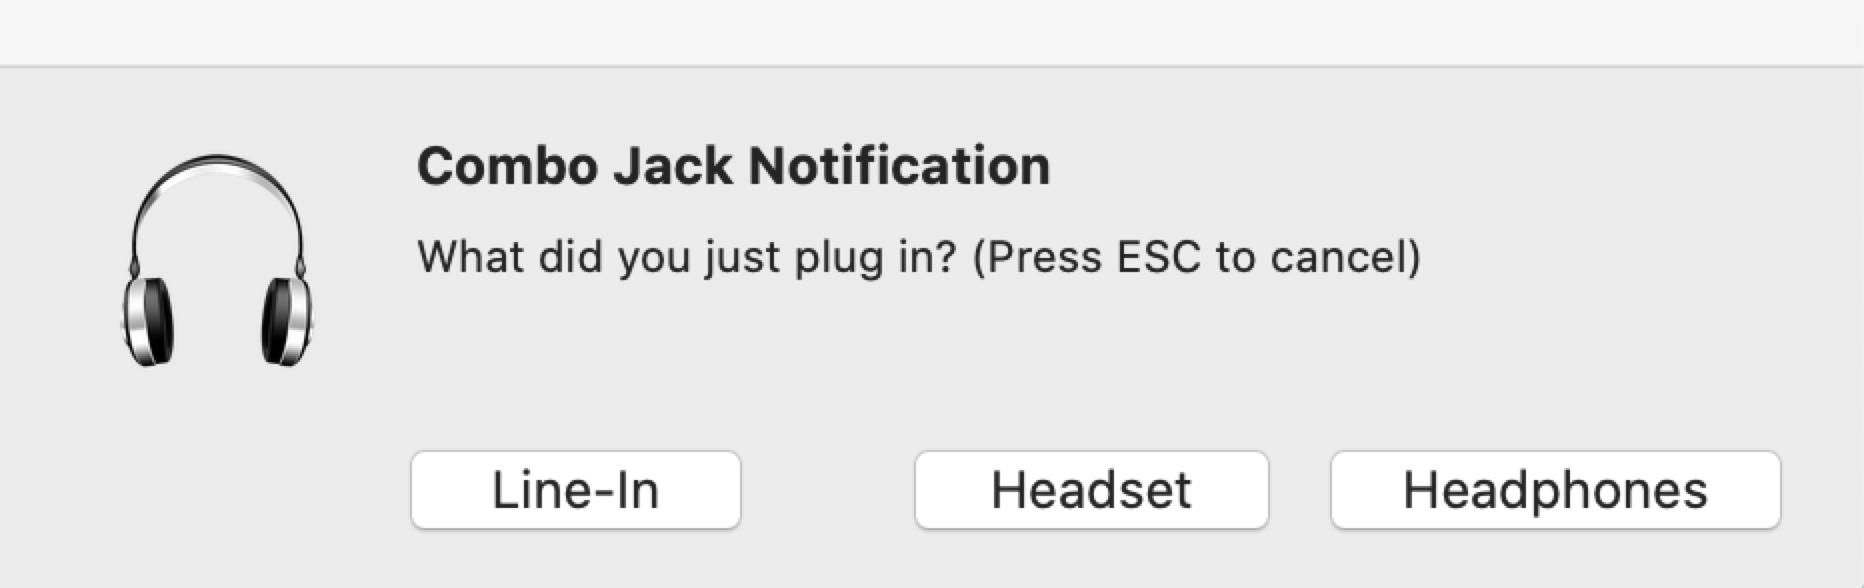 Combo Jack Notification
What did you just plug in? (Press ESC to cancel)
Line-In Headset Headphones